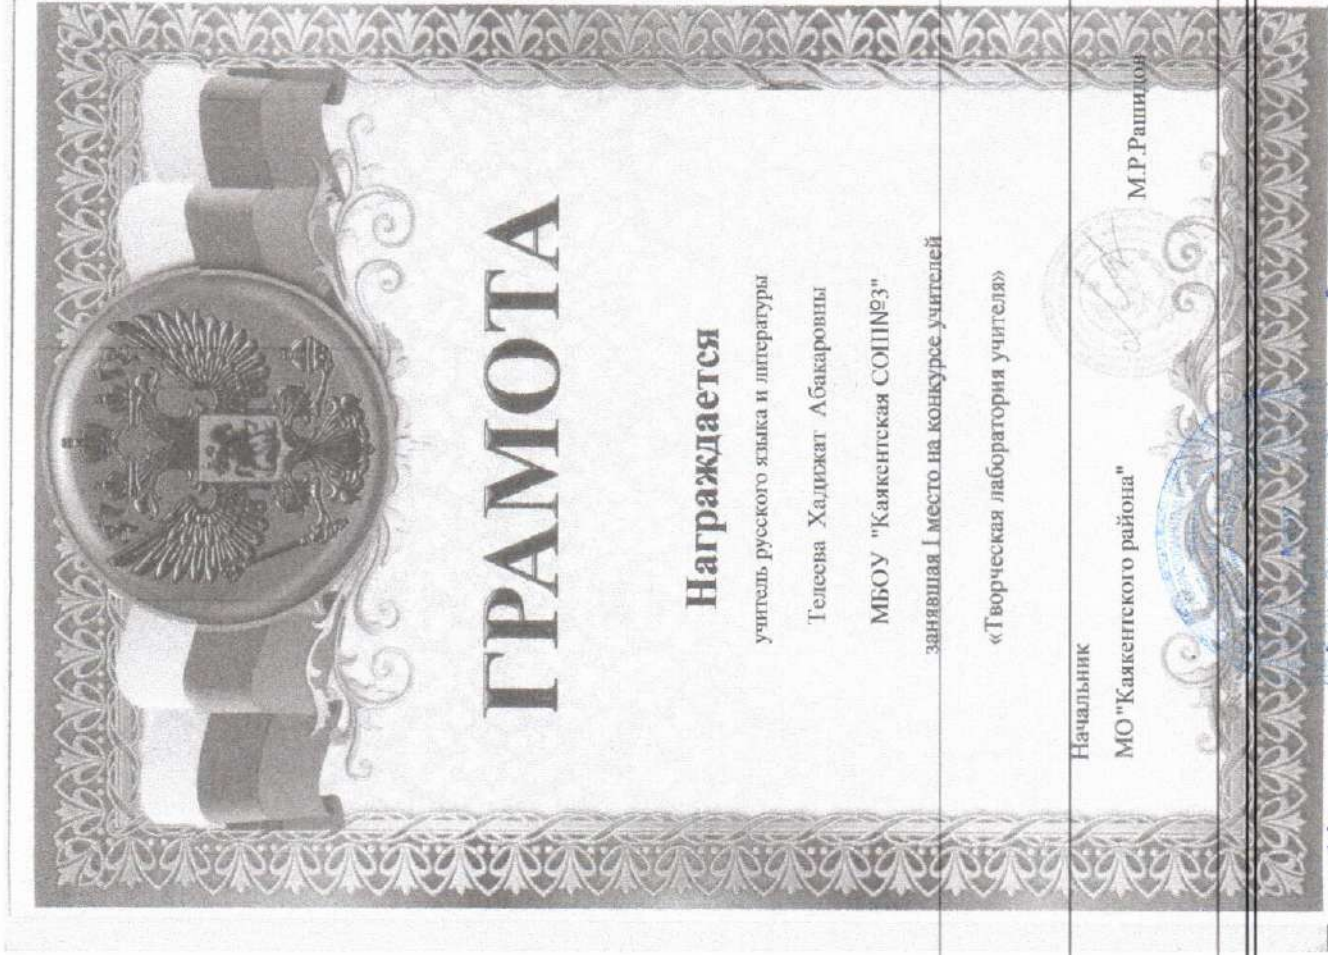 ГРАМОТА
Награждается
учитель русского языка и литературы
Телеева Хадижат Абакаровны
МБОУ "Каякентская СОШ№3"
занявшая I место на конкурсе учителей
«Творческая лаборатория учителя»
Начальник
МО"Каякентского района" М.Р.Рашидов